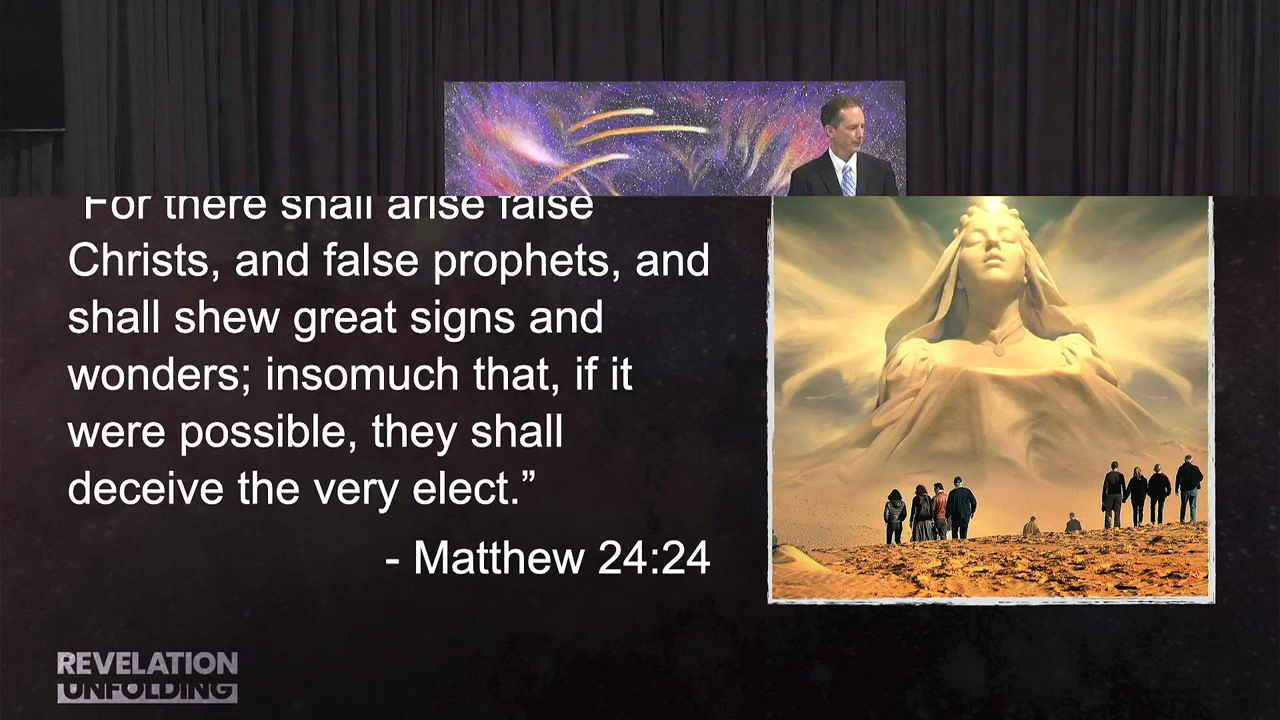 For there shall arise false
Christs, and false prophets, and
shall shew great signs and
wonders; insomuch that, if it
were possible, they shall
deceive the very elect.”
- Matthew 24:24
REVELATION
UNFOLDING